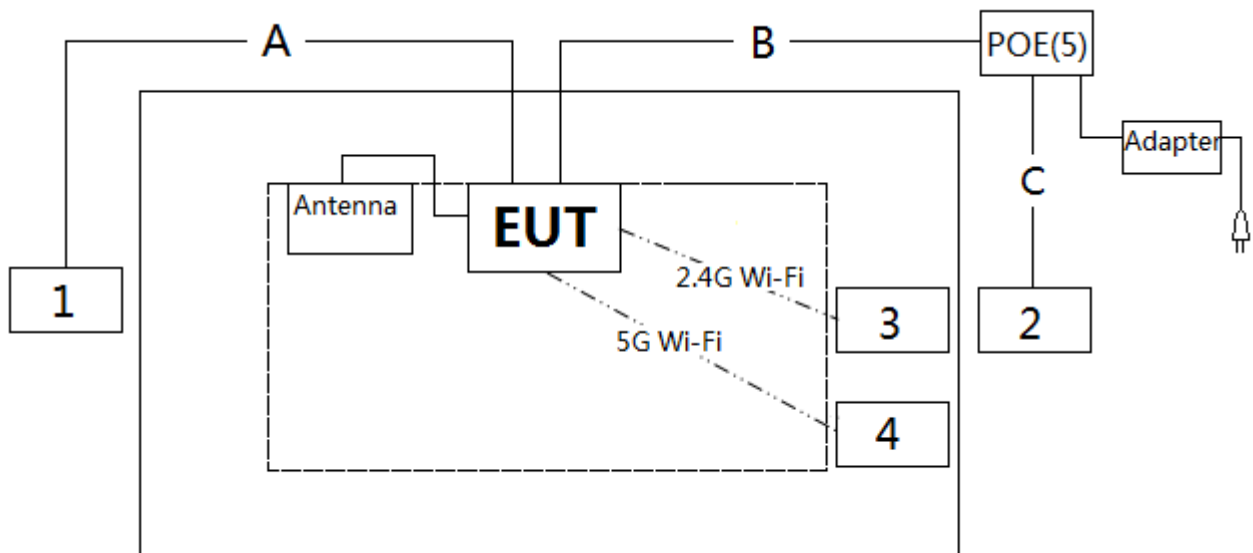 A
B
POE(5)
Adapter
C
Antenna
EUT
2.4G Wi-Fi
1
3
2
5G Wi-Fi
4